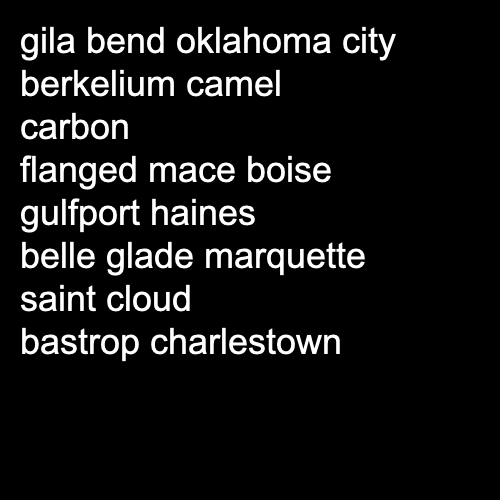 gila bend oklahoma city
berkelium camel
carbon
flanged mace boise
gulfport haines
belle glade marquette
saint cloud
bastrop charlestown